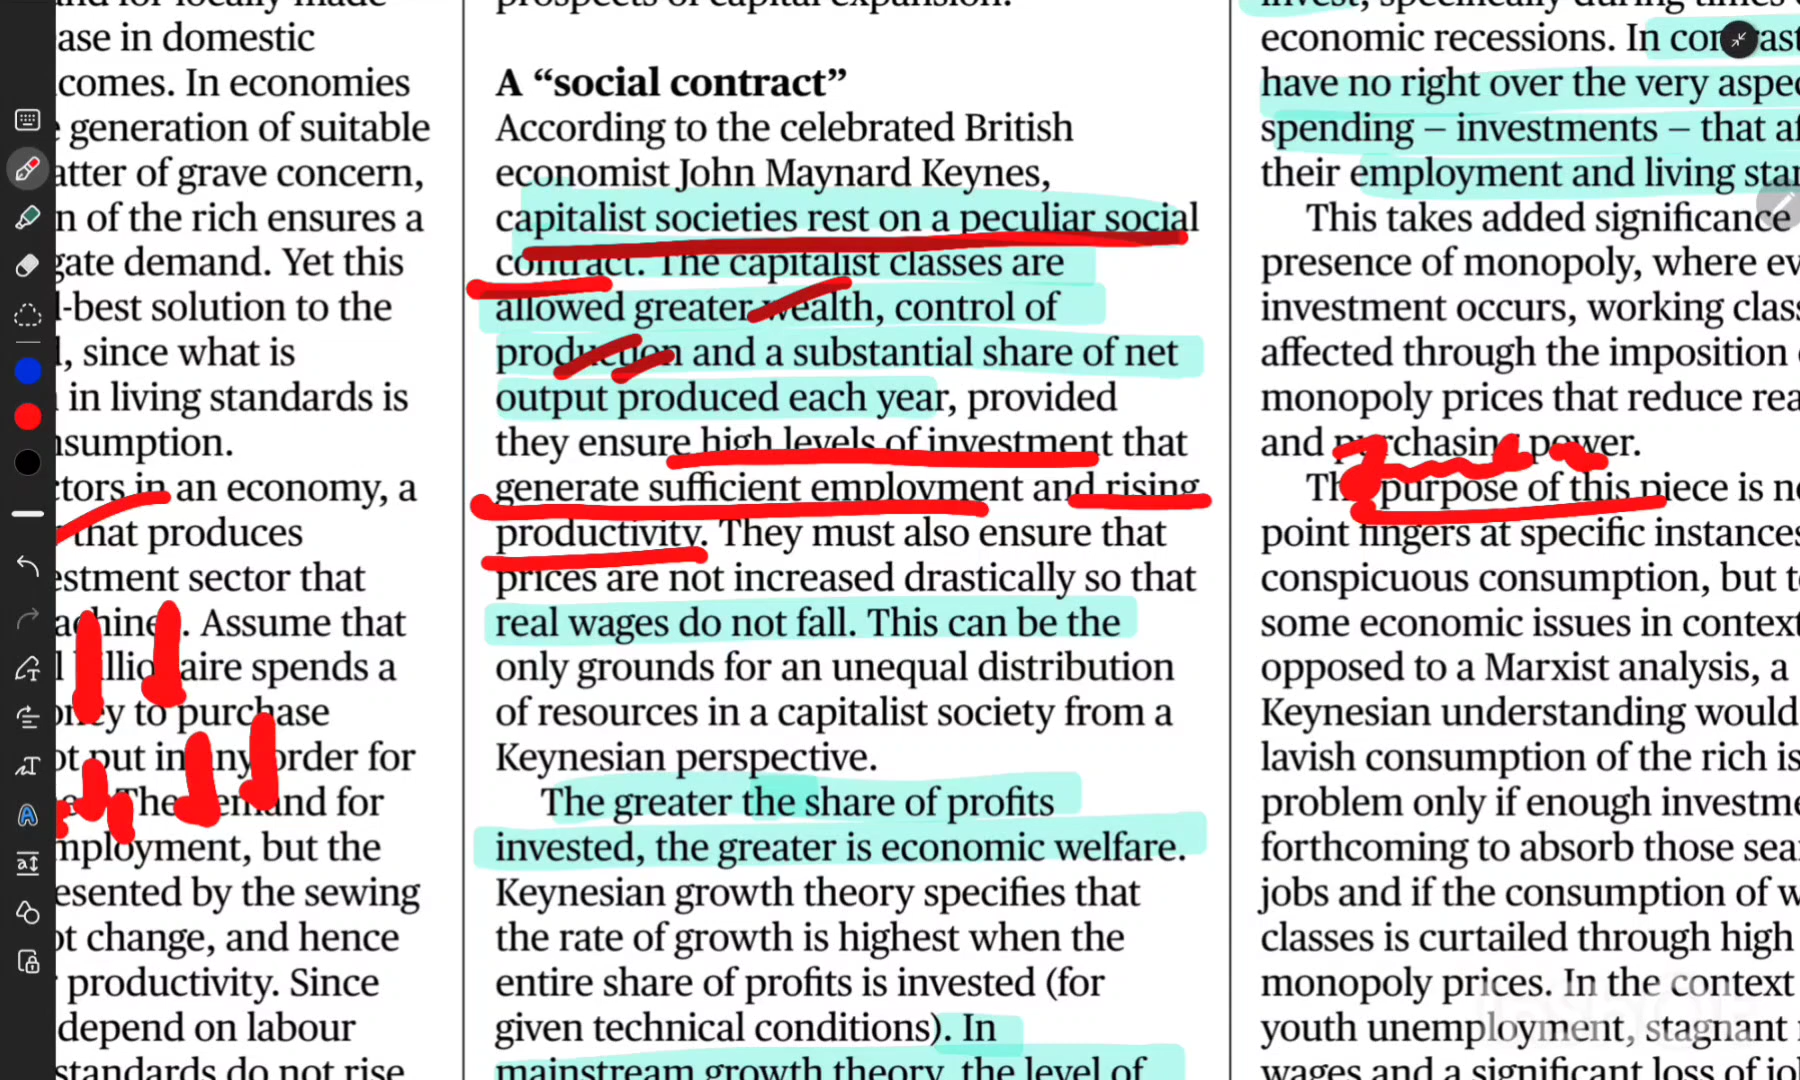 ase in domestic
comes. In economies
generation of suitable
atter of grave concern,
n of the rich ensures a
gate demand. Yet this
l-best solution to the
, since what is
in living standards is
nsumption.
ctors in an economy, a
that produces
estment sector that
. Assume that
aire spends a
to purchase
order for
The for
mployment, but the
esented by the sewing
ot change, and hence
productivity. Since
depend on labour
standards do not rise
A “social contract”
According to the celebrated British
economist John Maynard Keynes,
capitalist societies rest on a peculiar social
contract. The capitalist classes are
allowed greater wealth, control of
production and a substantial share of net
output produced each year, provided
they ensure high levels of investment that
generate sufficient employment and rising
productivity. They must also ensure that
prices are not increased drastically so that
real wages do not fall. This can be the
only grounds for an unequal distribution
of resources in a capitalist society from a
Keynesian perspective.
The greater the share of profits
invested, the greater is economic welfare.
Keynesian growth theory specifies that
the rate of growth is highest when the
entire share of profits is invested (for
given technical conditions). In
mainstream growth theory, the level of
economic recessions. In
have no right over the very aspe
spending – investments – that a
their employment and living sta
This takes added significance
presence of monopoly, where ev
investment occurs, working clas
affected through the imposition
monopoly prices that reduce rea
and purchasing power.
purpose of this piece is n
point fingers at specific instances
conspicuous consumption, but t
some economic issues in context
opposed to a Marxist analysis, a
Keynesian understanding would
lavish consumption of the rich is
problem only if enough investm
forthcoming to absorb those sea
jobs and if the consumption of w
classes is curtailed through high
monopoly prices. In the context
youth unemployment, stagnant
wages and a significant loss of jo